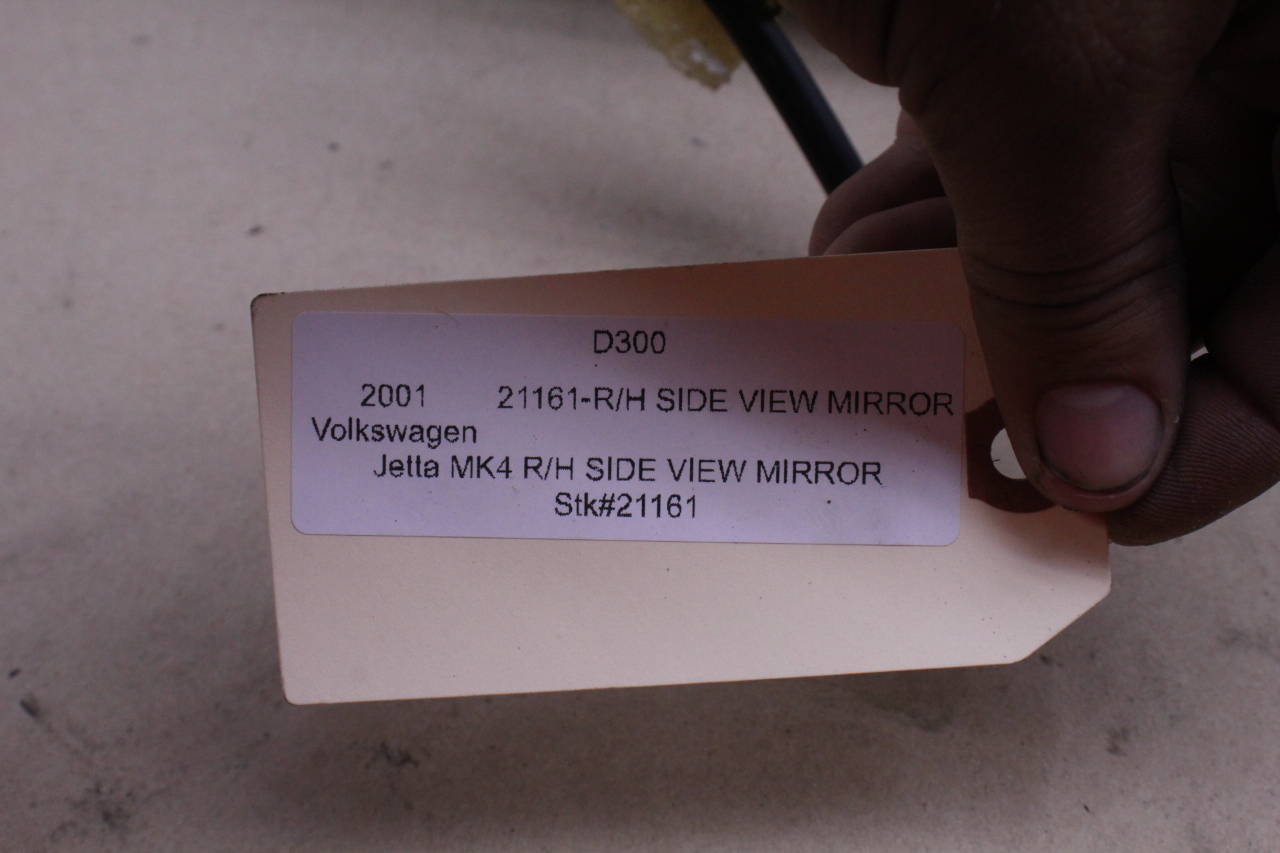 D300
2001 21161-R/H SIDE VIEW MIRROR
Volkswagen
Jetta MK4 R/H SIDE VIEW MIRROR
Stk#21161